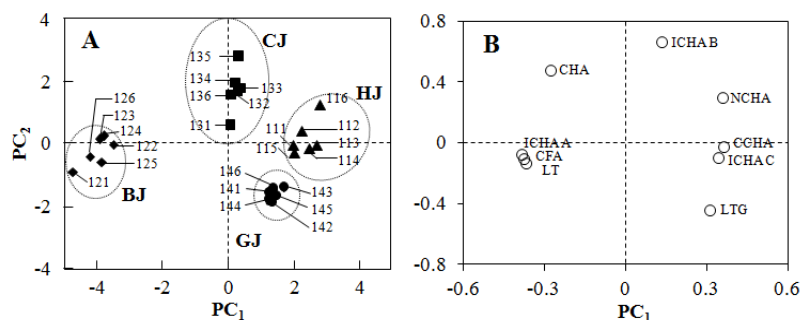 A
CJ
HJ
BJ
GJ
135
134
133
136
132
131
116
111
112
113
115
114
126
123
124
122
125
121
146
141
143
144
145
142
4
2
0
-2
-4
-4
-2
0
2
4
PC2
PC1
B
ICHA B
CHA
NCHA
ICHA A
CFA
LT
CCHA
ICHA C
LTG
0.8
0.4
0
-0.4
-0.8
-0.6
-0.3
0
0.3
0.6
PC1